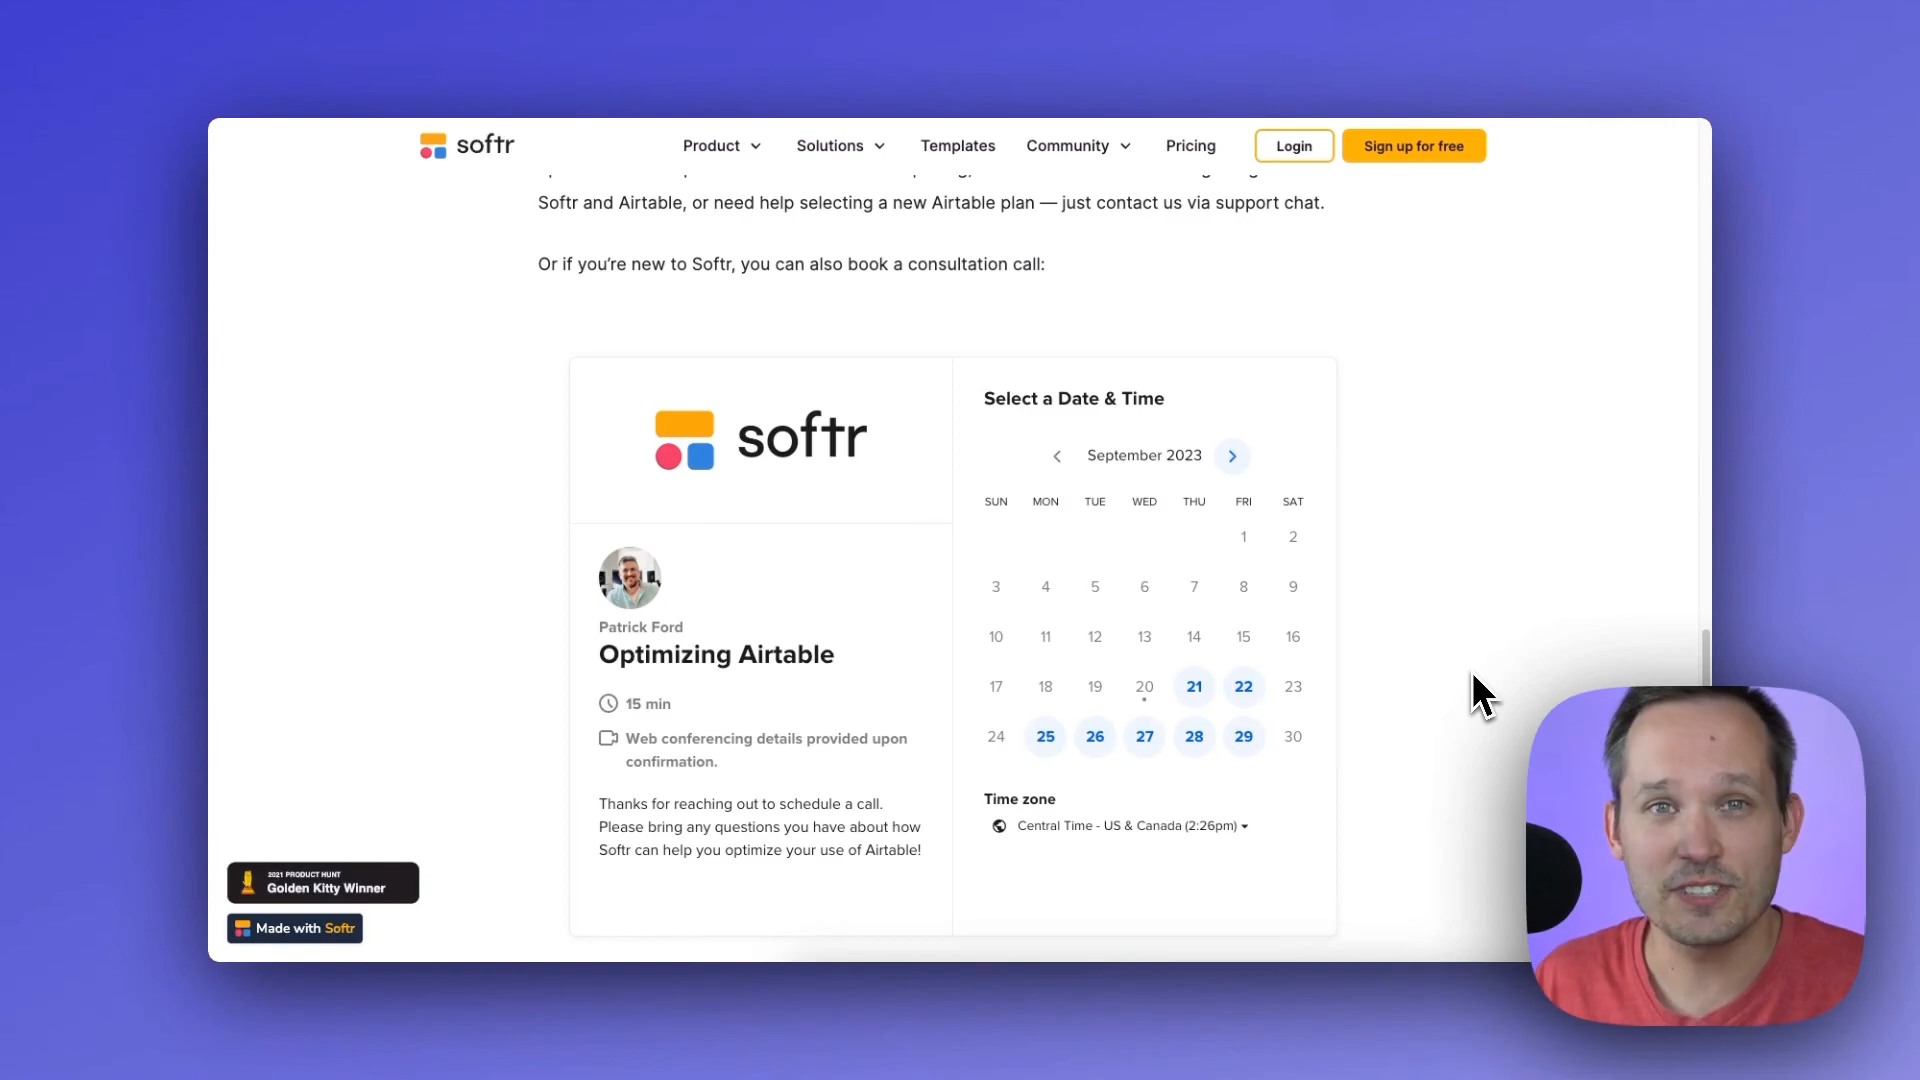 softr
Product
Solutions
Templates
Community
Pricing
Login
Sign up for free
Softr and Airtable, or need help selecting a new Airtable plan — just contact us via support chat.
Or if you’re new to Softr, you can also book a consultation call:
softr
Patrick Ford
Optimizing Airtable
15 min
Web conferencing details provided upon
confirmation.
Thanks for reaching out to schedule a call.
Please bring any questions you have about how
Softr can help you optimize your use of Airtable!
Select a Date & Time
September 2023
SUN MON TUE WED THU FRI SAT
1 2
3 4 5 6 7 8 9
10 11 12 13 14 15 16
17 18 19 20 21 22 23
24 25 26 27 28 29 30
Time zone
Central Time - US & Canada (2:26pm)
2021 PRODUCT HUNT
Golden Kitty Winner
Made with Softr